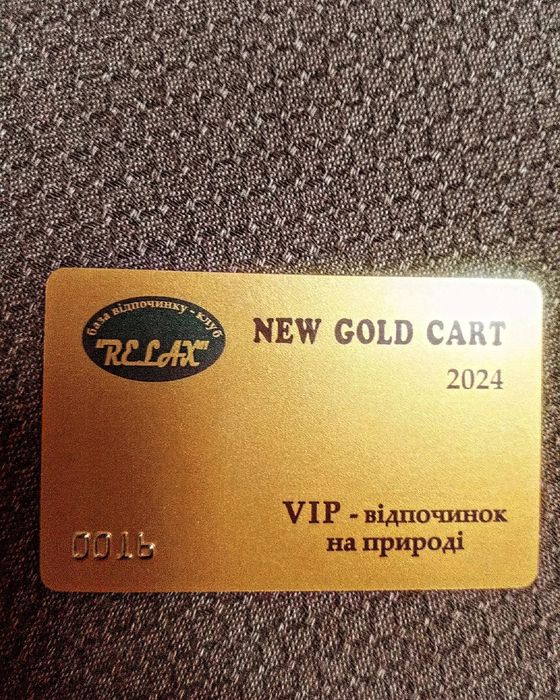 база відпочинку - клуб
"RELAX"
NEW GOLD CART
2024
VIP - відпочинок
на природі
0016